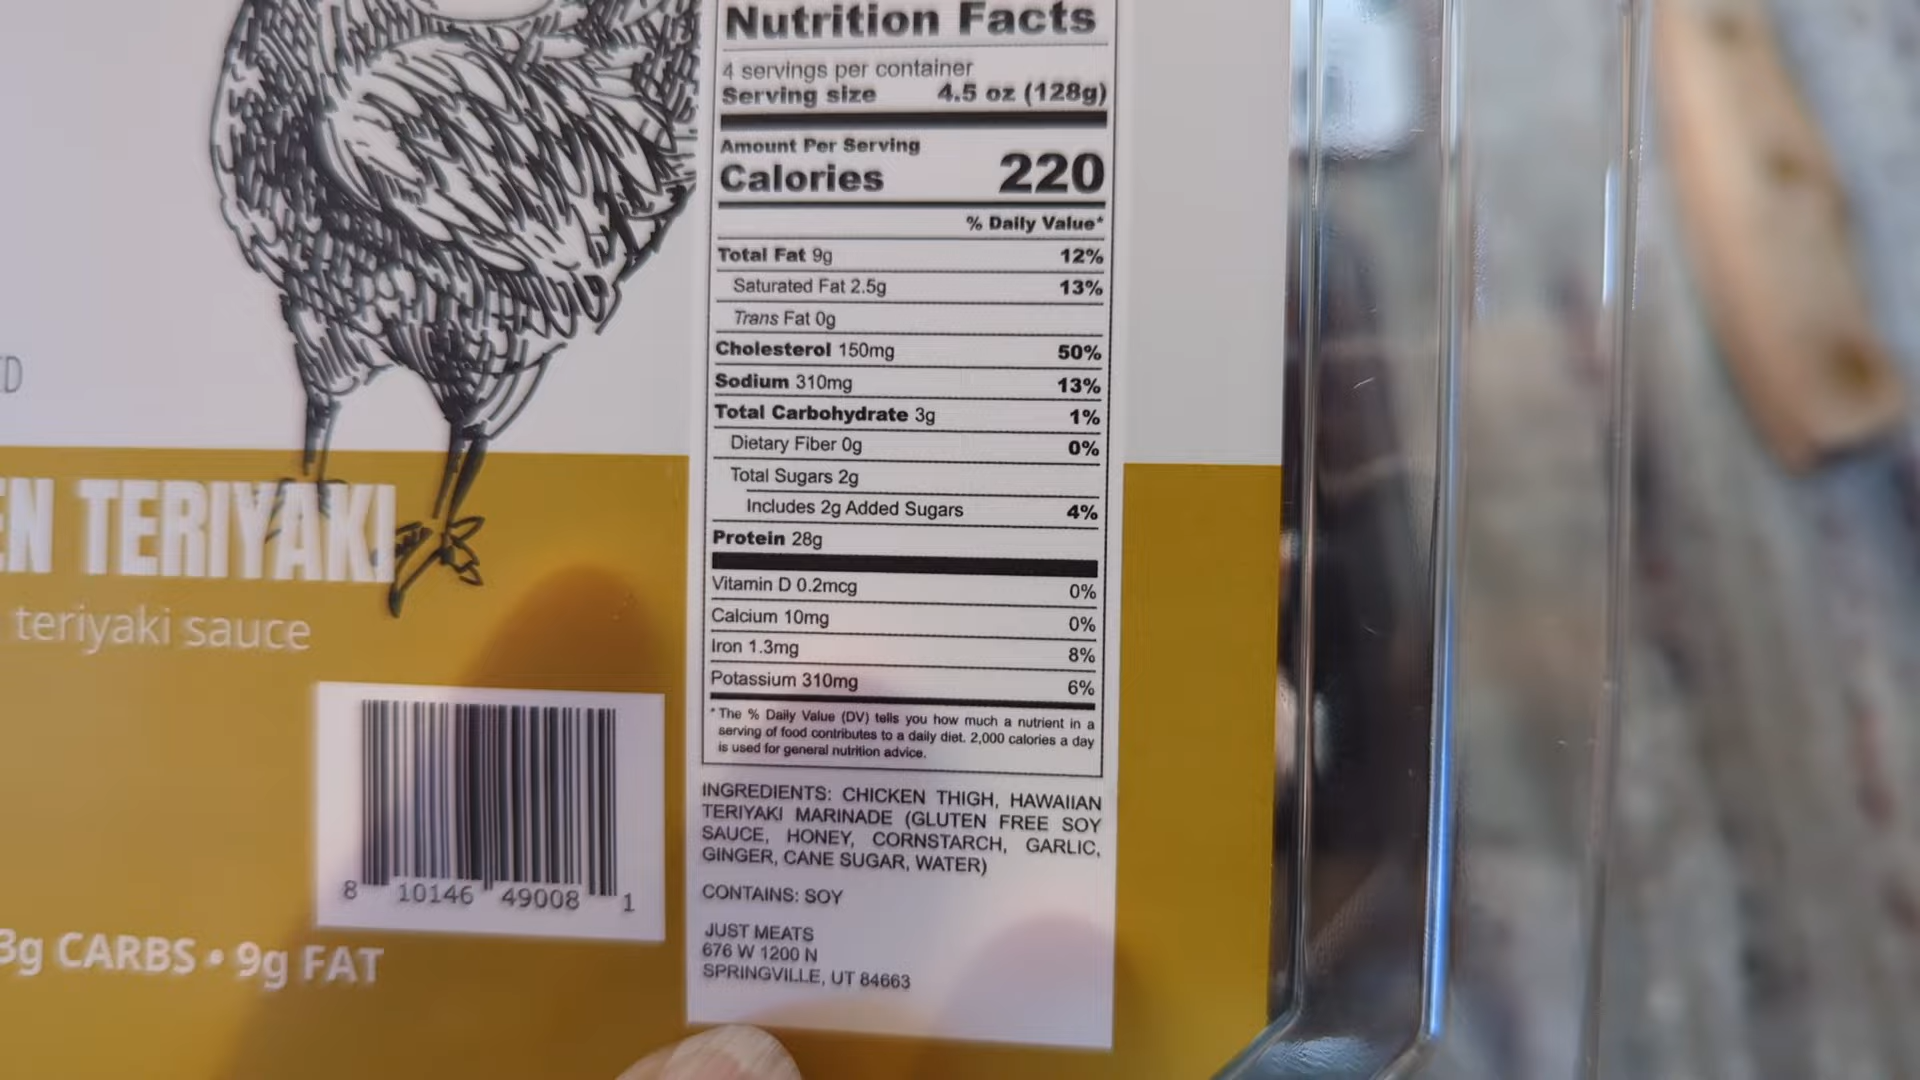 Nutrition Facts
4 servings per container
Serving size 4.5 oz (128g)
Amount Per Serving
Calories 220
% Daily Value*
Total Fat 9g 12%
Saturated Fat 2.5g 13%
Trans Fat 0g
Cholesterol 150mg 50%
Sodium 310mg 13%
Total Carbohydrate 3g 1%
Dietary Fiber 0g 0%
Total Sugars 2g
Includes 2g Added Sugars 4%
Protein 28g
Vitamin D 0.2mcg 0%
Calcium 10mg 0%
Iron 1.3mg 8%
Potassium 310mg 6%
*The % Daily Value (DV) tells you how much a nutrient in a
serving of food contributes to a daily diet. 2,000 calories a day
is used for general nutrition advice.
INGREDIENTS: CHICKEN THIGH, HAWAIIAN
TERIYAKI MARINADE (GLUTEN FREE SOY
SAUCE, HONEY, CORNSTARCH, GARLIC,
GINGER, CANE SUGAR, WATER)
CONTAINS: SOY
JUST MEATS
676 W 1200 N
SPRINGVILLE, UT 84663
ED
EN TERIYAKI
teriyaki sauce
8 10146 49008 1
3g CARBS • 9g FAT